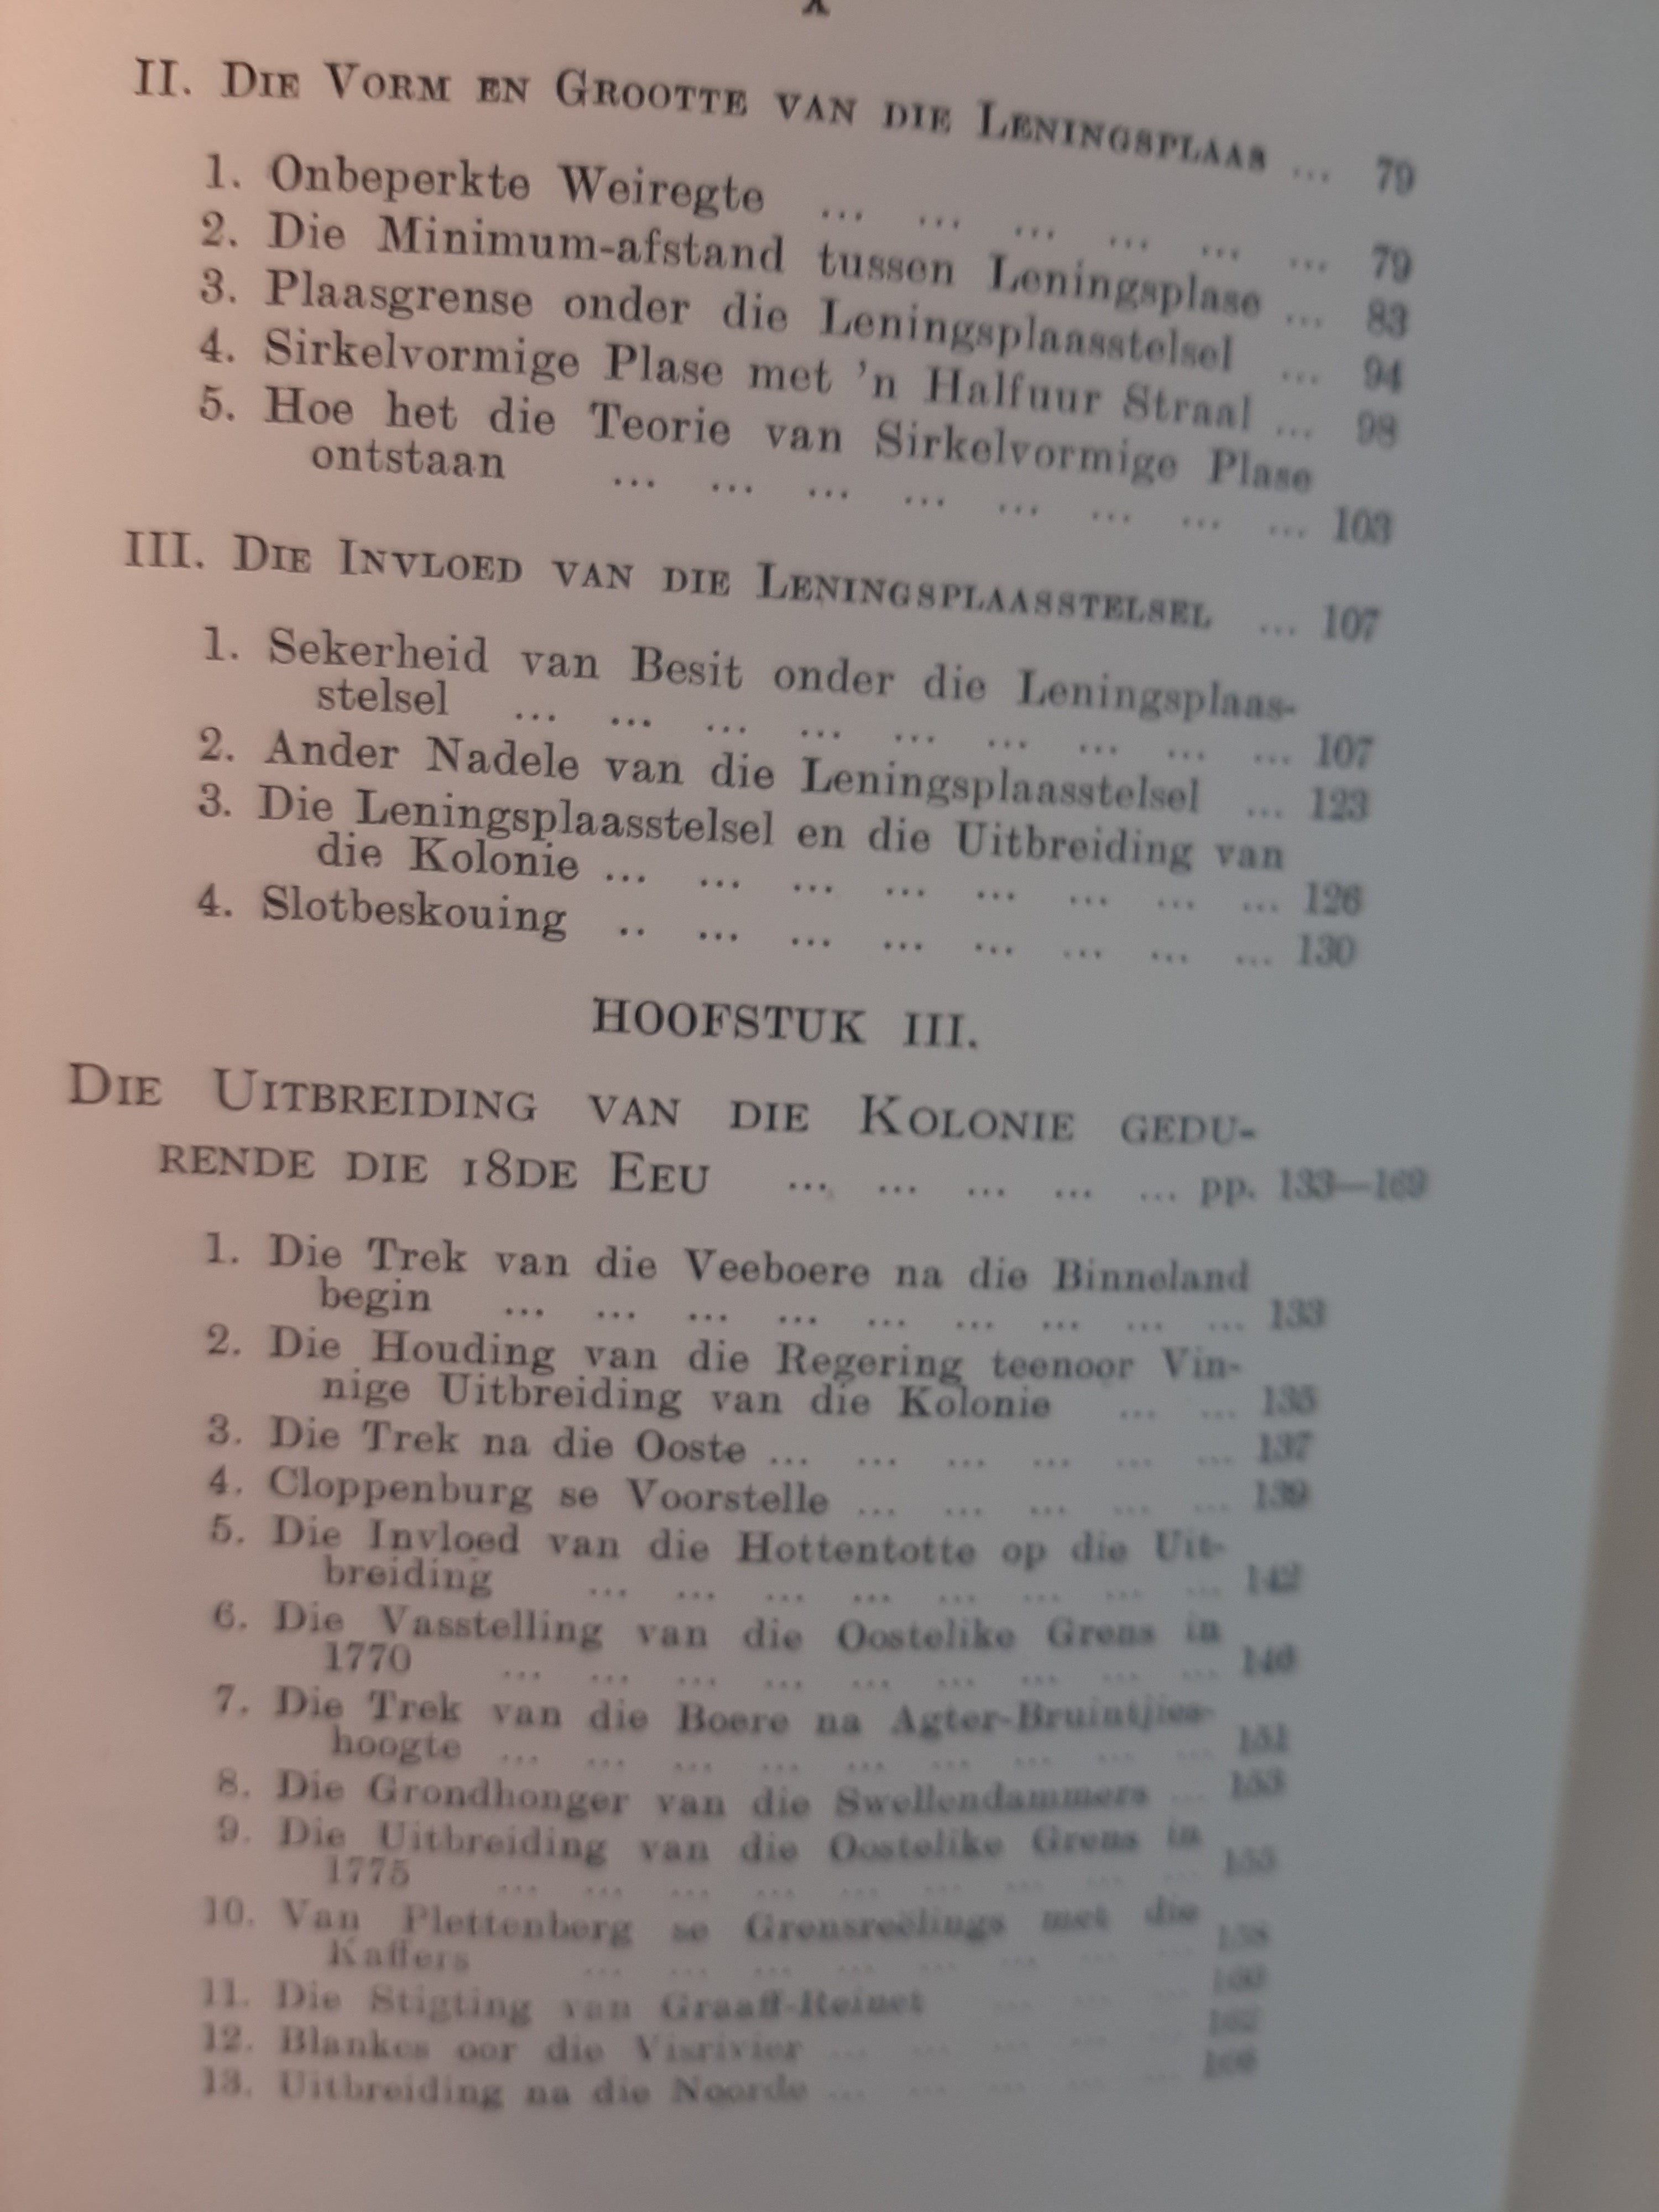 X
II. DIE VORM EN GROOTTE VAN DIE LENINGSPLAAS ... 79
1. Onbeperkte Weiregte ... ... ... ... ... ... 79
2. Die Minimum-afstand tussen Leningsplase ... 83
3. Plaasgrense onder die Leningsplaasstelsel ... 94
4. Sirkelvormige Plase met 'n Halfuur Straal ... 98
5. Hoe het die Teorie van Sirkelvormige Plase
ontstaan ... ... ... ... ... ... ... ... 103
III. DIE INVLOED VAN DIE LENINGSPLAASSTELSEL ... 107
1. Sekerheid van Besit onder die Leningsplaas-
stelsel ... ... ... ... ... ... ... ... ... 107
2. Ander Nadele van die Leningsplaasstelsel ... 123
3. Die Leningsplaasstelsel en die Uitbreiding van
die Kolonie ... ... ... ... ... ... ... ... 126
4. Slotbeskouing .. ... ... ... ... ... ... ... 130
HOOFSTUK III.
DIE UITBREIDING VAN DIE KOLONIE GEDU-
RENDE DIE 18DE EEU ... ... ... ... ... pp. 133—169
1. Die Trek van die Veeboere na die Binneland
begin ... ... ... ... ... ... ... ... ... 133
2. Die Houding van die Regering teenoor Vin-
nige Uitbreiding van die Kolonie ... ... 135
3. Die Trek na die Ooste ... ... ... ... ... ... 137
4. Cloppenburg se Voorstelle ... ... ... ... ... 139
5. Die Invloed van die Hottentotte op die Uit-
breiding ... ... ... ... ... ... ... ... 142
6. Die Vasstelling van die Oostelike Grens in
1770 ... ... ... ... ... ... ... ... ...
7. Die Trek van die Boere na Agter-Bruintjies-
hoogte ... ... ... ... ... ... ... ... ... 151
8. Die Grondhonger van die Swellendammers ... 153
9. Die Uitbreiding van die Oostelike Grens in
1775 ... ... ... ... ... ... ... ... ... 155
10. Van Plettenberg se Grensreëlings met die
Kaffers ... ... ... ... ... ... ... ... 158
11. Die Stigting van Graaff-Reinet ... ... ... 160
12. Blankes oor die Visrivier ... ... ... ... ... 162
13. Uitbreiding na die Noorde ... ... ... ... ...